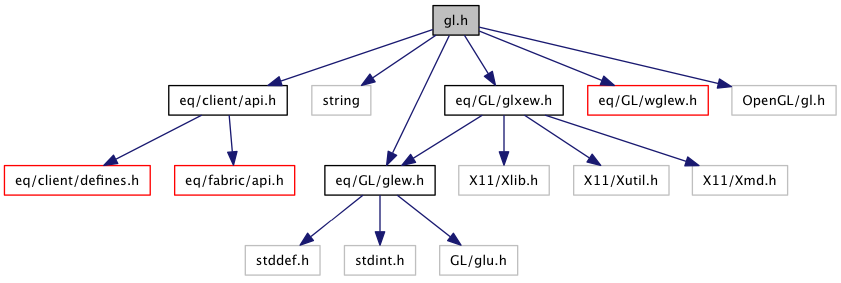 gl.h
eq/client/api.h
string
eq/GL/glxew.h
eq/GL/wglew.h
OpenGL/gl.h
eq/client/defines.h
eq/fabric/api.h
eq/GL/glew.h
X11/Xlib.h
X11/Xutil.h
X11/Xmd.h
stddef.h
stdint.h
GL/glu.h